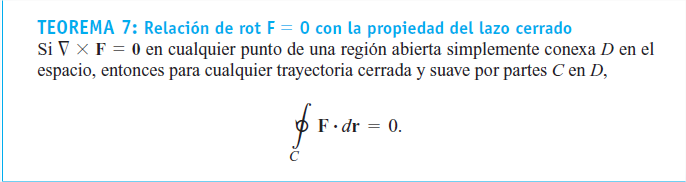 TEOREMA 7: Relación de rot F = 0 con la propiedad del lazo cerrado
Si ∇ × F = 0 en cualquier punto de una región abierta simplemente conexa D en el
espacio, entonces para cualquier trayectoria cerrada y suave por partes C en D,
∮ F · dr = 0.
C